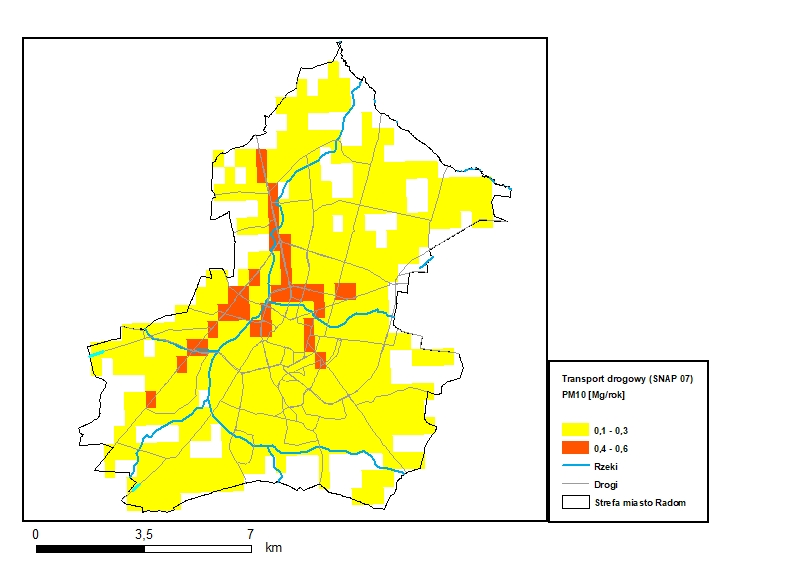 Transport drogowy (SNAP 07)
PM10 [Mg/rok]
0,1 - 0,3
0,4 - 0,6
Rzeki
Drogi
Strefa miasto Radom
0 3,5 7
km